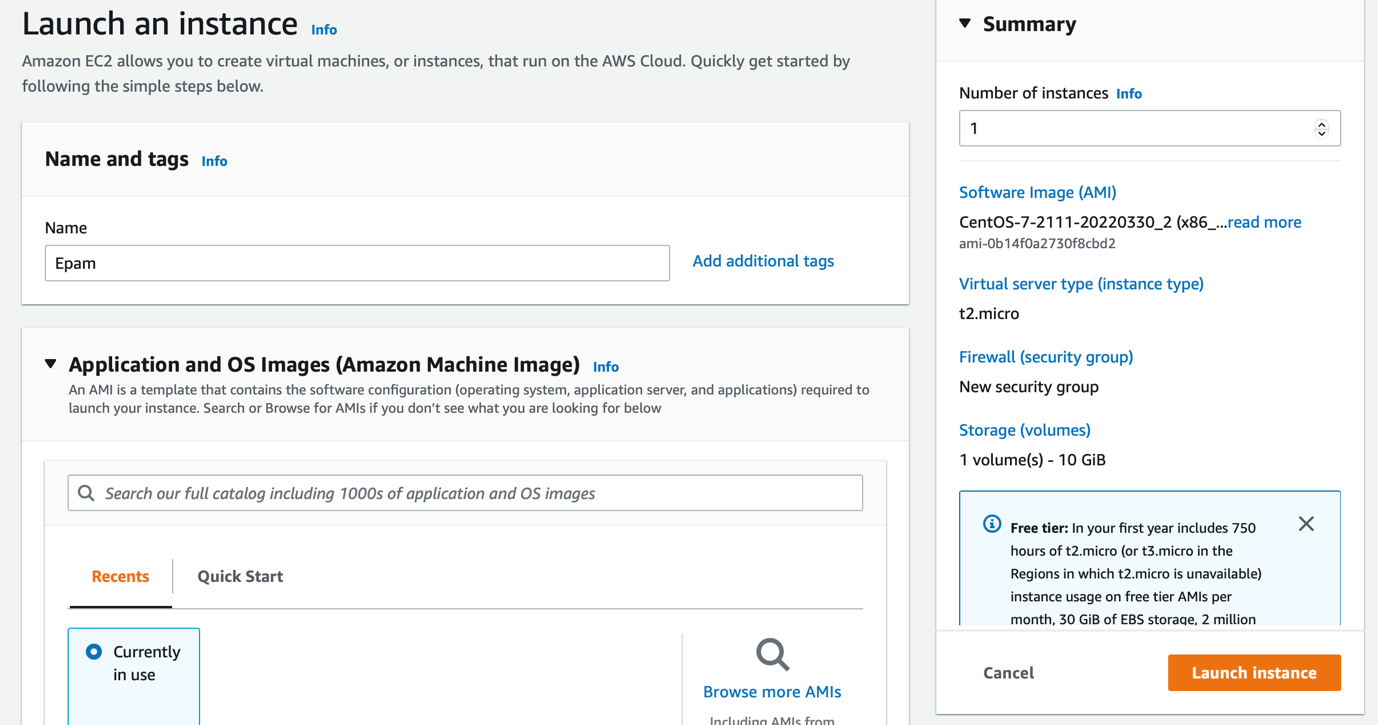 Launch an instance Info
Amazon EC2 allows you to create virtual machines, or instances, that run on the AWS Cloud. Quickly get started by
following the simple steps below.
Name and tags Info
Name
Epam
Add additional tags
Application and OS Images (Amazon Machine Image) Info
An AMI is a template that contains the software configuration (operating system, application server, and applications) required to
launch your instance. Search or Browse for AMIs if you don't see what you are looking for below
Search our full catalog including 1000s of application and OS images
Recents
Quick Start
Currently
in use
Browse more AMIs
Including AMIs from
Summary
Number of instances Info
1
Software Image (AMI)
CentOS-7-2111-20220330_2 (x86_...read more
ami-0b14f0a2730f8cbd2
Virtual server type (instance type)
t2.micro
Firewall (security group)
New security group
Storage (volumes)
1 volume(s) - 10 GiB
Free tier: In your first year includes 750
hours of t2.micro (or t3.micro in the
Regions in which t2.micro is unavailable)
instance usage on free tier AMIs per
month, 30 GiB of EBS storage, 2 million
Cancel
Launch instance